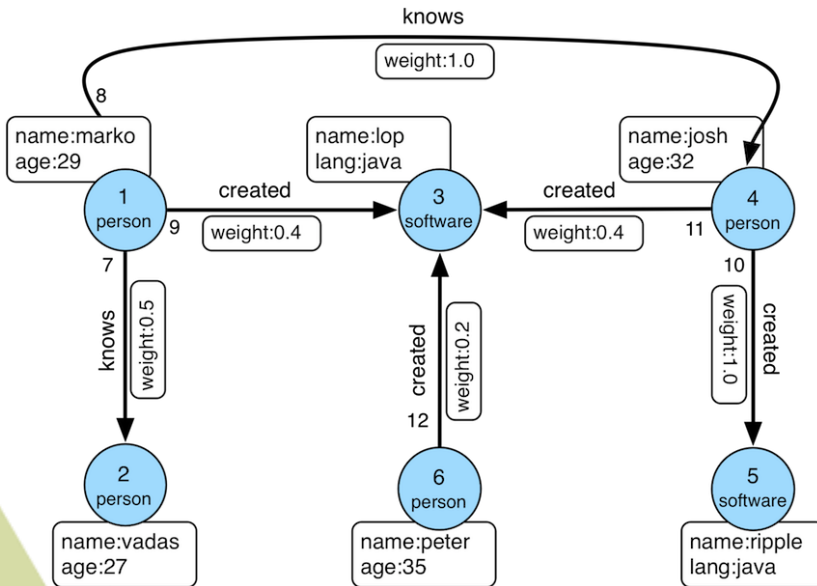 knows
weight:1.0
8
name:marko
age:29
name:lop
lang:java
name:josh
age:32
1
person
created
3
software
created
4
person
9
weight:0.4
weight:0.4
11
7
10
knows
weight:0.5
created
weight:0.2
weight:1.0
created
12
2
person
6
person
5
software
name:vadas
age:27
name:peter
age:35
name:ripple
lang:java